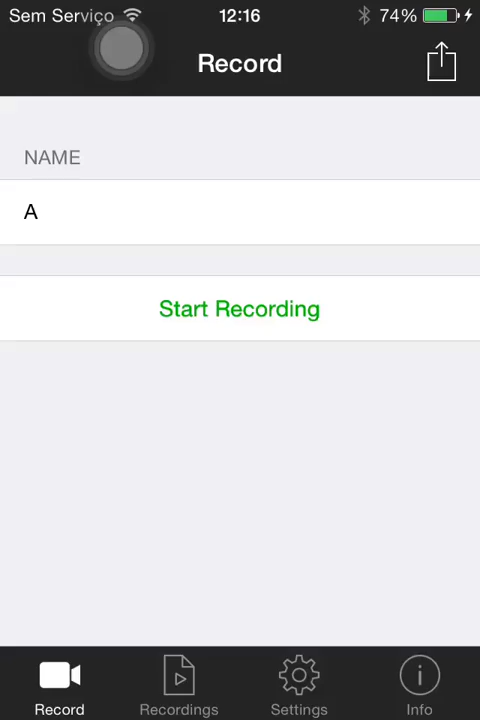 Sem Serviço 12:16 74%
Record
NAME
A
Start Recording
Record Recordings Settings Info